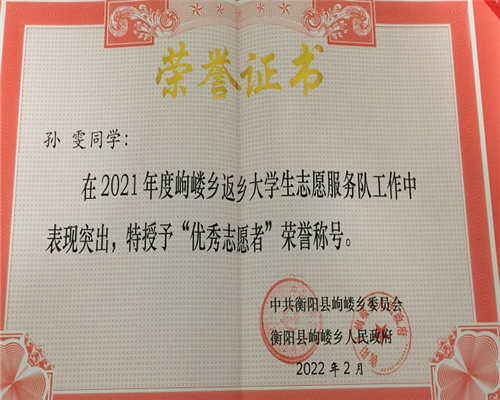 荣誉证书
孙 雯同学：
在2021年度岣嵝乡返乡大学生志愿服务队工作中
表现突出，特授予“优秀志愿者”荣誉称号。
中共衡阳县岣嵝乡委员会
衡阳县岣嵝乡人民政府
2022年2月